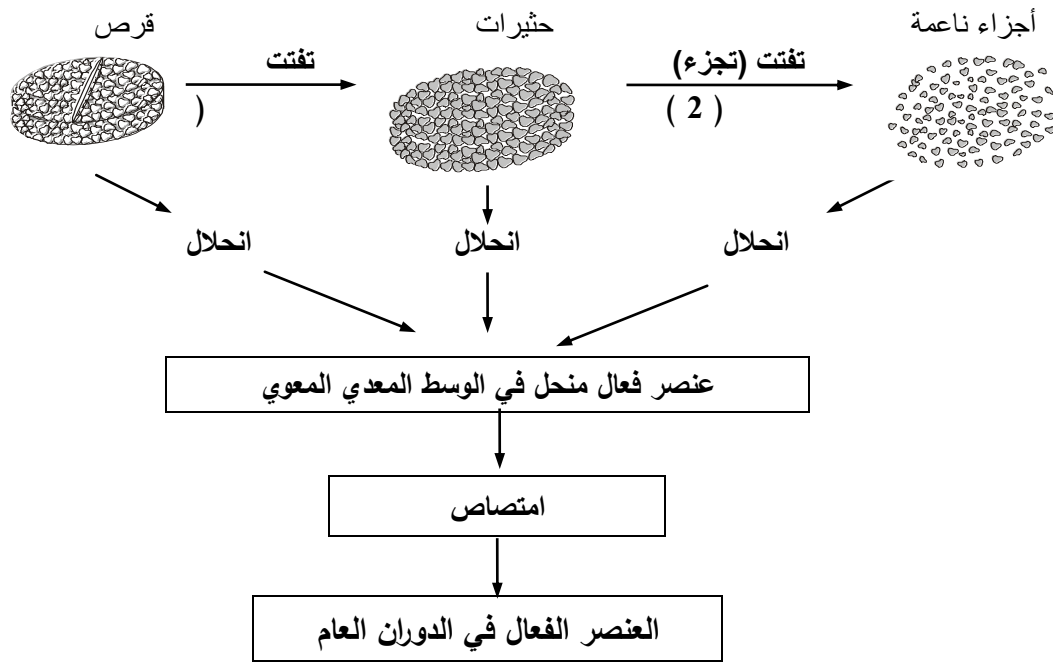 قرص حثيرات أجزاء ناعمة
تفتت تفتت (تجزء)
( ( 2 )
انحلال انحلال انحلال
عنصر فعال منحل في الوسط المعدي المعوي
امتصاص
العنصر الفعال في الدوران العام